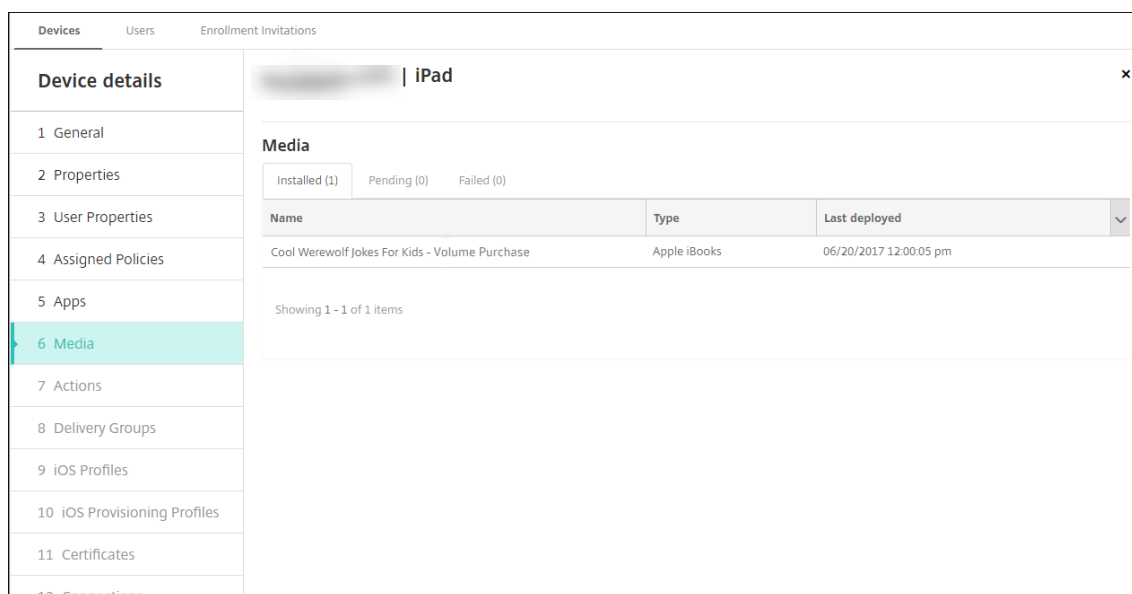 Devices Users Enrollment Invitations
Device details
| iPad
×
1 General
2 Properties
3 User Properties
4 Assigned Policies
5 Apps
6 Media
7 Actions
8 Delivery Groups
9 iOS Profiles
10 iOS Provisioning Profiles
11 Certificates
Media
Installed (1) Pending (0) Failed (0)
Name Type Last deployed
Cool Werewolf Jokes For Kids - Volume Purchase Apple iBooks 06/20/2017 12:00:05 pm
Showing 1 - 1 of 1 items